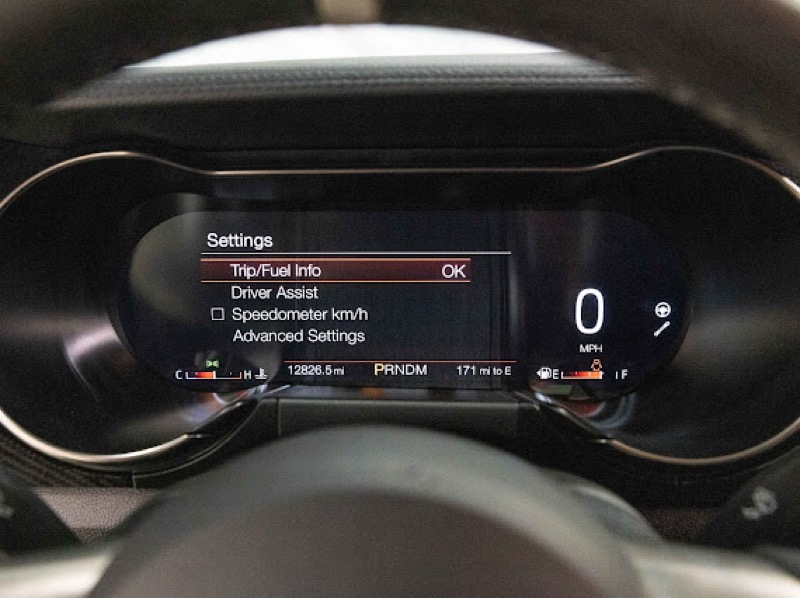 Settings
Trip/Fuel Info OK
Driver Assist
Speedometer km/h
Advanced Settings
0
MPH
C H
12826.5 mi PRNDM 171 mi to E
E F